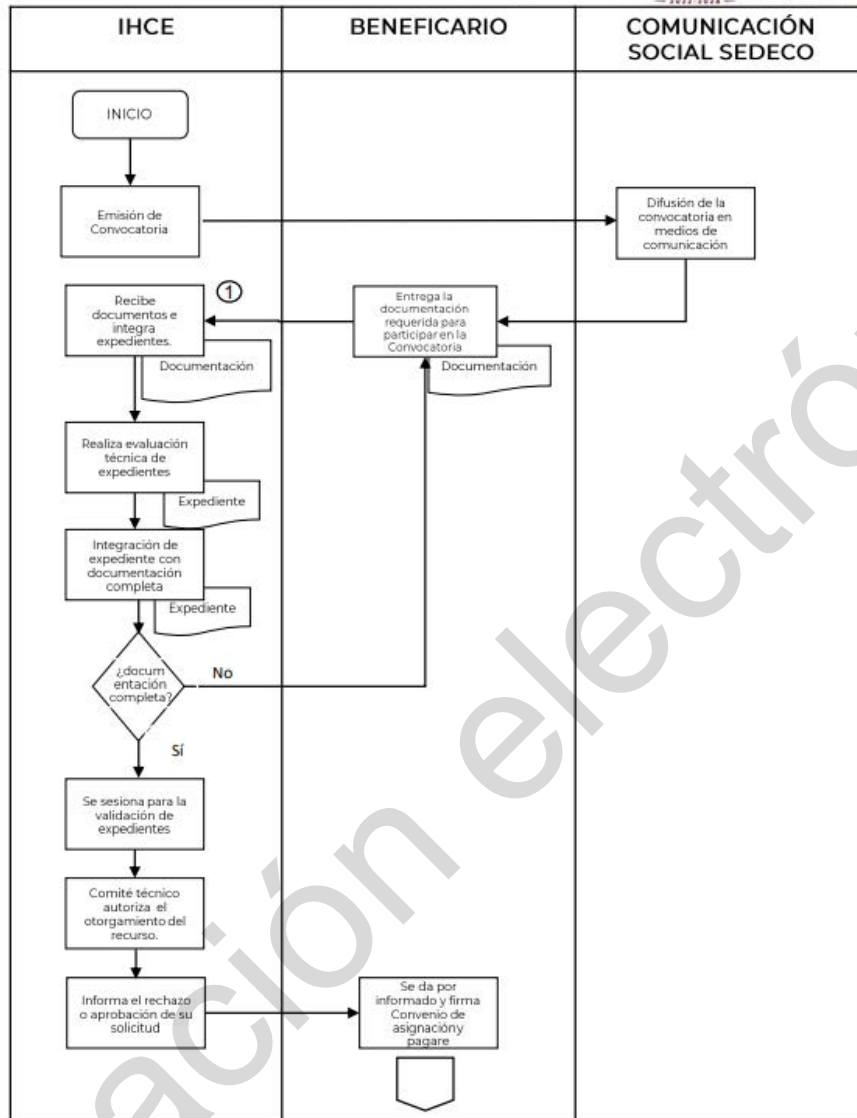 2022-2028
IHCE
BENEFICARIO
COMUNICACIÓN
SOCIAL SEDECO
INICIO
Emisión de
Convocatoria
Difusión de la
convocatoria en
medios de
comunicación
Recibe
documentos e
integra
expedientes.
1
Documentación
Entrega la
documentación
requerida para
participar en la
Convocatoria
Documentación
Realiza evaluación
técnica de
expedientes
Expediente
Integración de
expediente con
documentación
completa
Expediente
¿docum
entación
completa?
No
Sí
Se sesiona para la
validación de
expedientes
Comité técnico
autoriza el
otorgamiento del
recurso.
Informa el rechazo
o aprobación de su
solicitud
Se da por
informado y firma
Convenio de
asignación y
pagare
ación electró